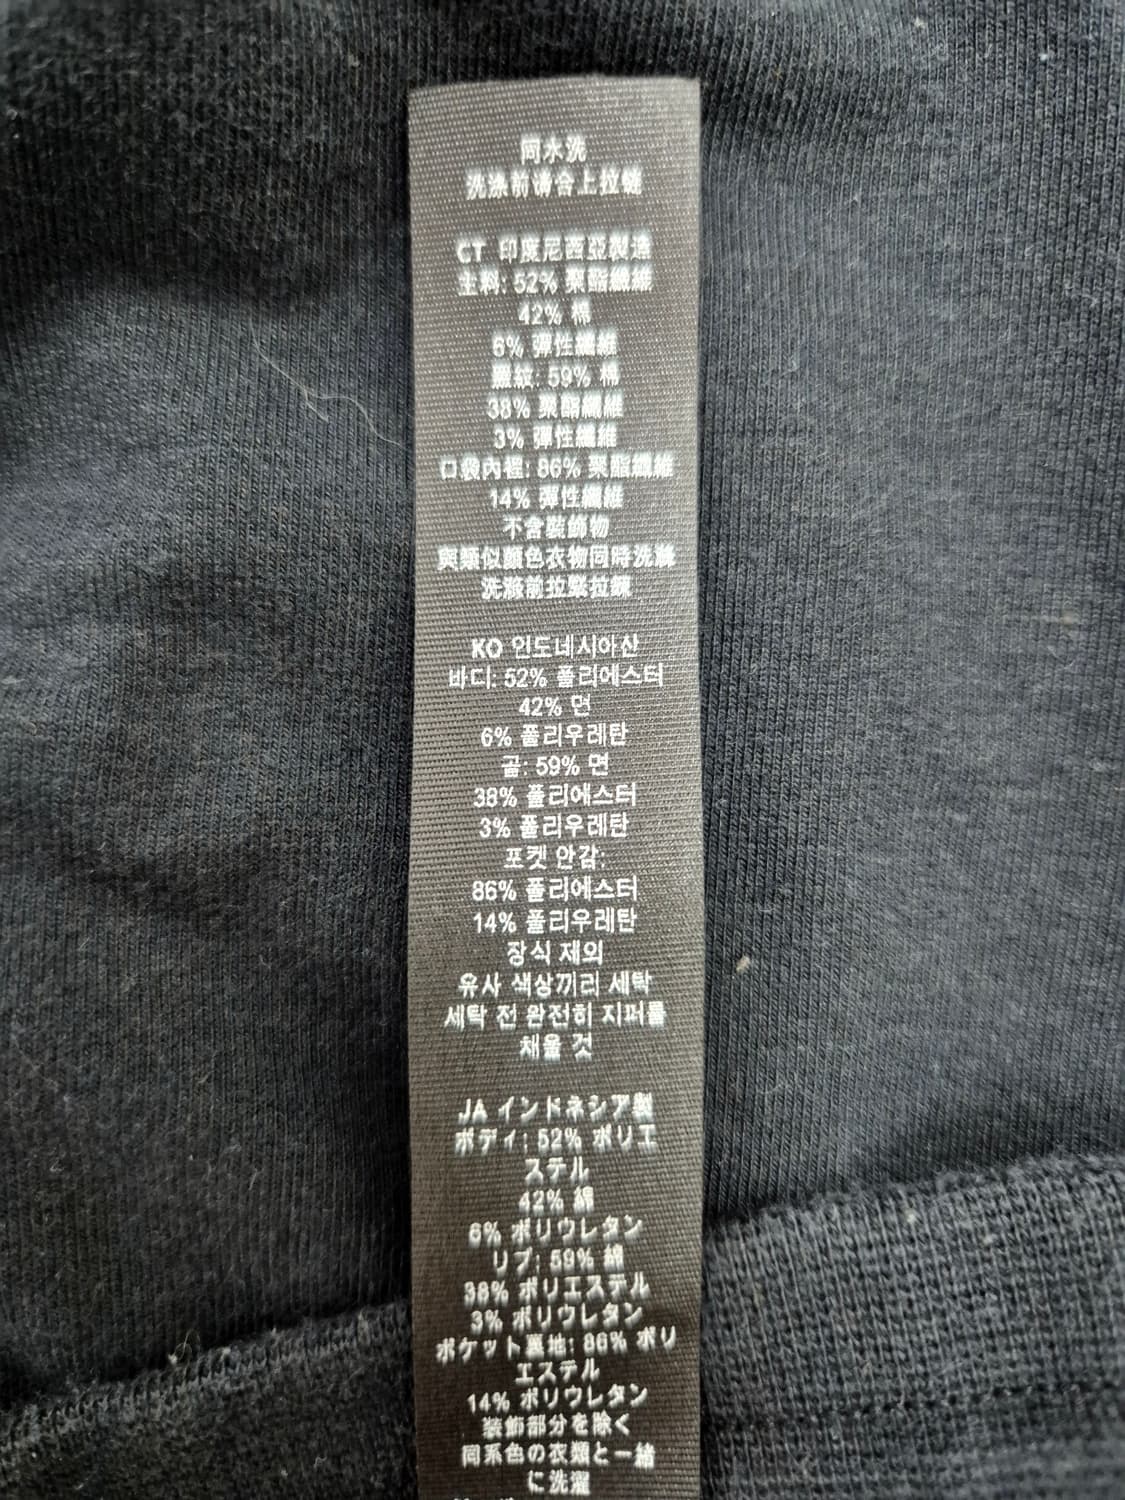 同水洗
洗涤前请合上拉链
CT 印度尼西亞製造
主料: 52% 聚酯纖維
42% 棉
6% 彈性纖維
羅紋: 59% 棉
38% 聚酯纖維
3% 彈性纖維
口袋內裡: 86% 聚酯纖維
14% 彈性纖維
不含裝飾物
與類似顏色衣物同時洗滌
洗滌前拉緊拉鍊
KO 인도네시아산
바디: 52% 폴리에스터
42% 면
6% 폴리우레탄
골: 59% 면
38% 폴리에스터
3% 폴리우레탄
포켓 안감:
86% 폴리에스터
14% 폴리우레탄
장식 제외
유사 색상끼리 세탁
세탁 전 완전히 지퍼를
채울 것
JA インドネシア製
ボディ: 52% ポリエ
ステル
42% 綿
6% ポリウレタン
リブ: 59% 綿
38% ポリエステル
3% ポリウレタン
ポケット裏地: 86% ポリ
エステル
14% ポリウレタン
装飾部分を除く
同系色の衣類と一緒
に洗濯